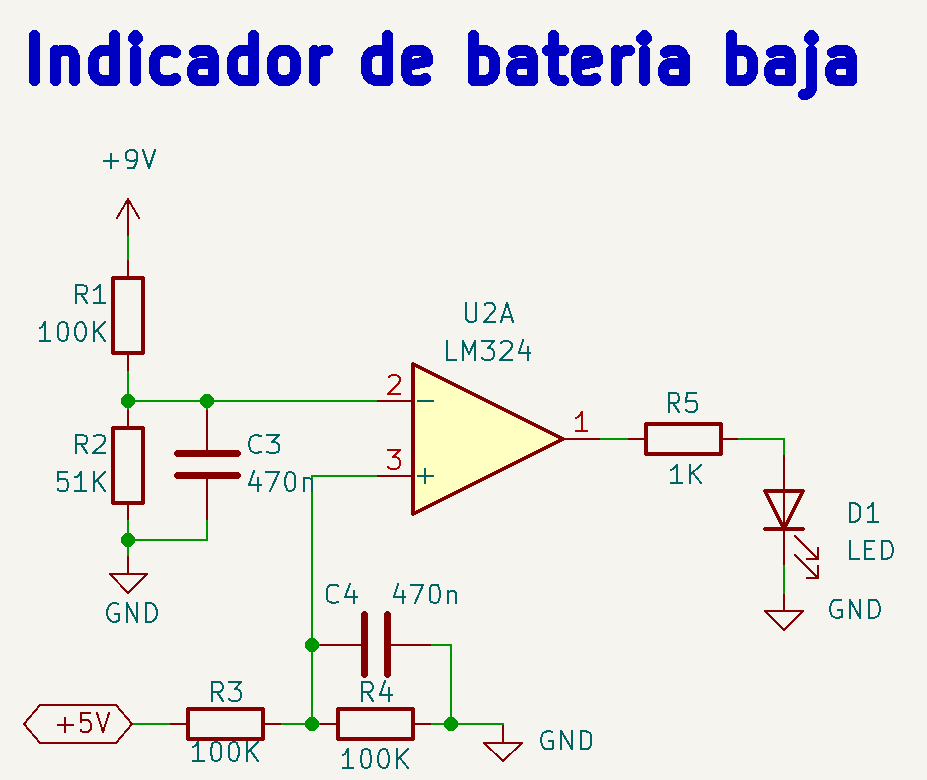 Indicador de bateria baja
+9V
R1
100K
R2
51K
C3
470n
GND
U2A
LM324
2
3
1
−
+
R5
1K
D1
LED
GND
C4 470n
R3
100K
R4
100K
+5V
GND